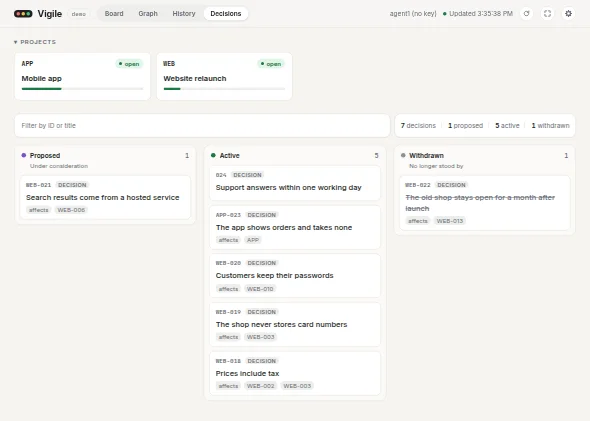 Vigile demo Board Graph History Decisions agent1 (no key) Updated 3:35:38 PM
PROJECTS
APP open
Mobile app
WEB open
Website relaunch
Filter by ID or title
7 decisions 1 proposed 5 active 1 withdrawn
Proposed 1
Under consideration
WEB-021 DECISION
Search results come from a hosted service
affects WEB-006
Active 5
024 DECISION
Support answers within one working day
APP-023 DECISION
The app shows orders and takes none
affects APP
WEB-020 DECISION
Customers keep their passwords
affects WEB-010
WEB-019 DECISION
The shop never stores card numbers
affects WEB-003
WEB-018 DECISION
Prices include tax
affects WEB-002 WEB-003
Withdrawn 1
No longer stood by
WEB-022 DECISION
The old shop stays open for a month after
launch
affects WEB-013